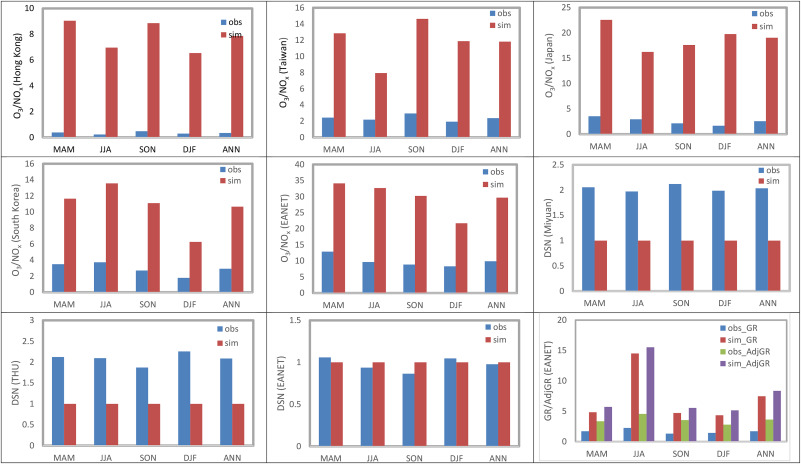 O3/NOx (Hong Kong)
10
8
6
4
2
0
obs
sim
MAM JJA SON DJF ANN
O3/NOx (Taiwan)
16
14
12
10
8
6
4
2
0
obs
sim
MAM JJA SON DJF ANN
O3/NOx (Japan)
25
20
15
10
5
0
obs
sim
MAM JJA SON DJF ANN
O3/NOx (South Korea)
16
14
12
10
8
6
4
2
0
obs
sim
MAM JJA SON DJF ANN
O3/NOx (EANET)
40
35
30
25
20
15
10
5
0
obs
sim
MAM JJA SON DJF ANN
DSN (Miyuan)
2.5
2
1.5
1
0.5
0
obs
sim
MAM JJA SON DJF ANN
DSN (THU)
3
2.5
2
1.5
1
0.5
0
obs
sim
MAM JJA SON DJF ANN
DSN (EANET)
1.5
1
0.5
0
obs
sim
MAM JJA SON DJF ANN
GR/AdjGR (EANET)
20
15
10
5
0
obs_GR
sim_GR
obs_AdjGR
sim_AdjGR
MAM JJA SON DJF ANN